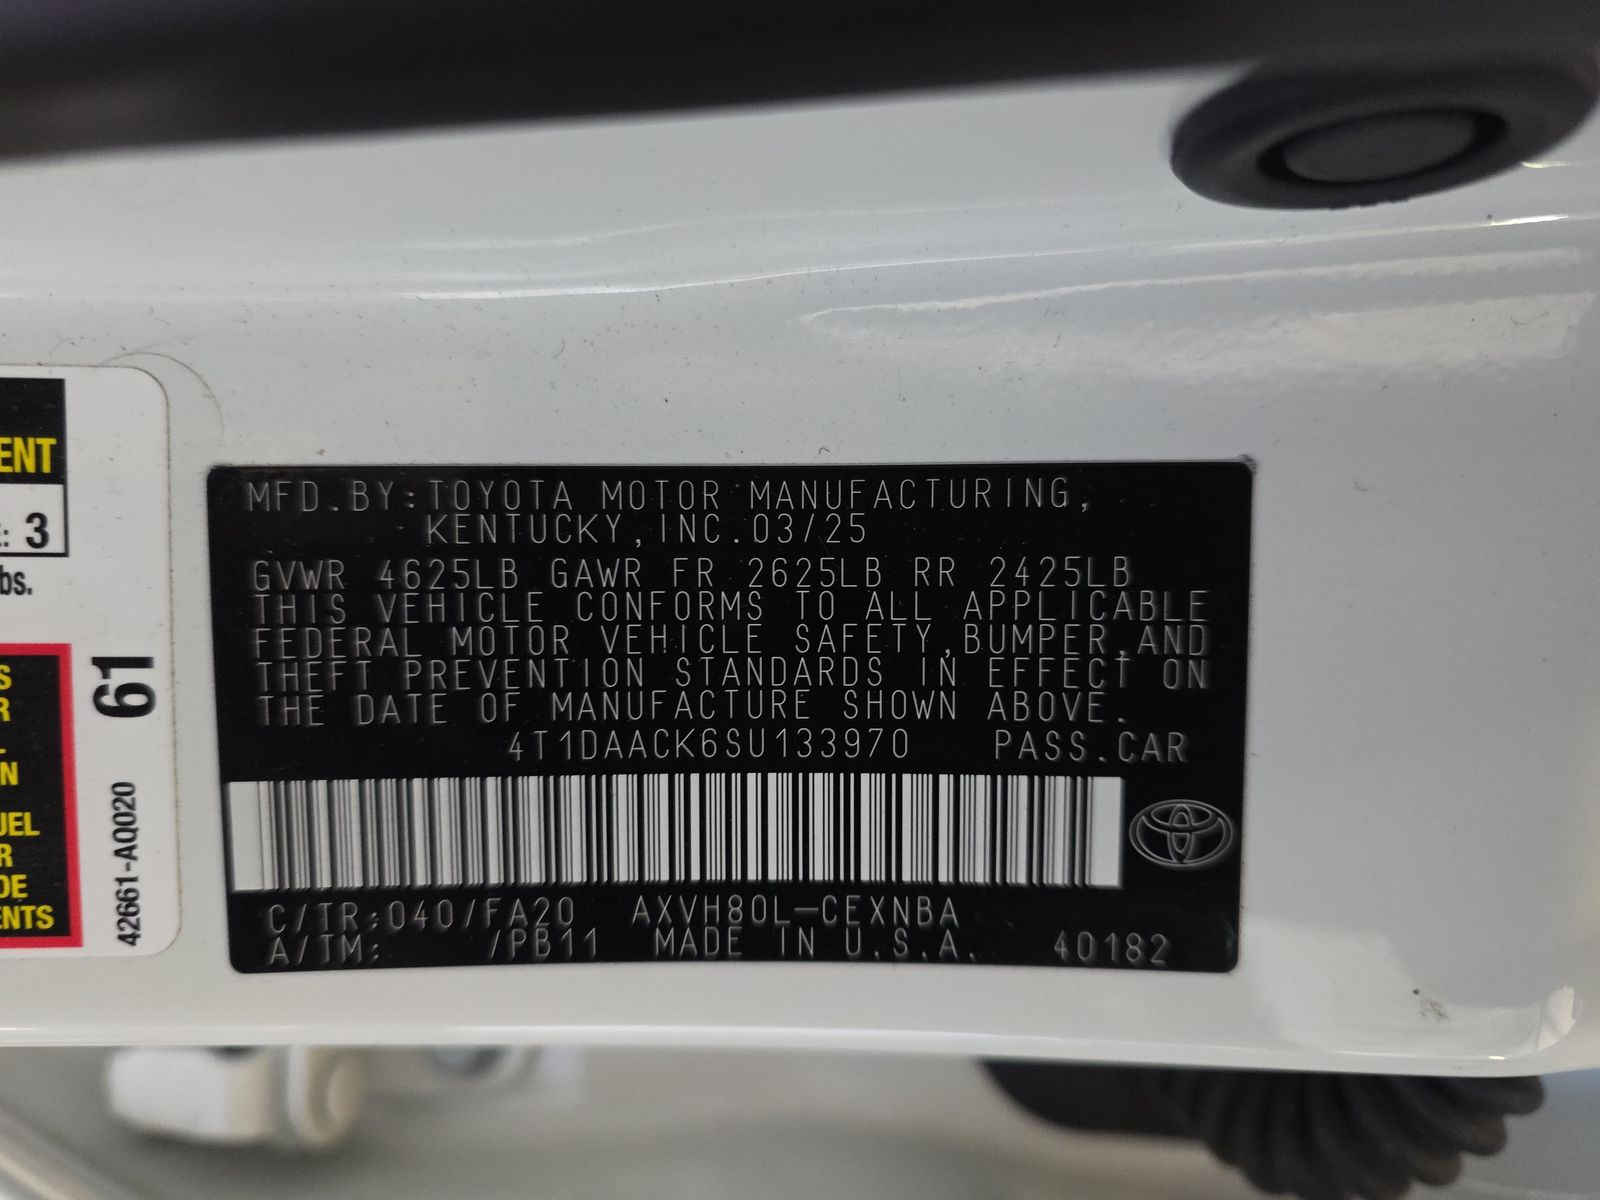 MFD.BY:TOYOTA MOTOR MANUFACTURING,
KENTUCKY,INC.03/25
GVWR 4625LB GAWR FR 2625LB RR 2425LB
THIS VEHICLE CONFORMS TO ALL APPLICABLE
FEDERAL MOTOR VEHICLE SAFETY,BUMPER,AND
THEFT PREVENTION STANDARDS IN EFFECT ON
THE DATE OF MANUFACTURE SHOWN ABOVE.
4T1DAACK6SU133970 PASS.CAR
C/TR:040/FA20 AXVH80L-CEXNBA
A/TM: /PB11 MADE IN U.S.A. 40182
ENT
: 3
bs.
S
R
N
UEL
R
DE
ENTS
61
42661-AQ020